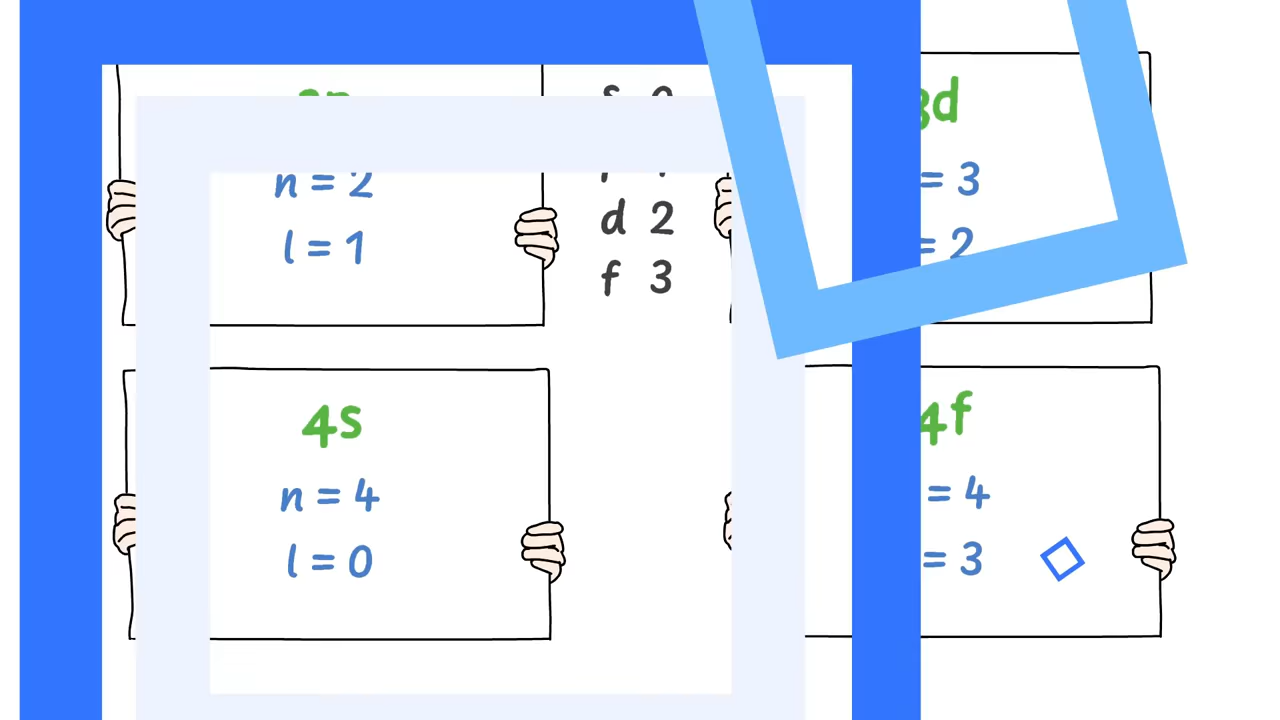 n = 2
l = 1
d 2
f 3
3d
= 3
= 2
4s
n = 4
l = 0
4f
= 4
= 3